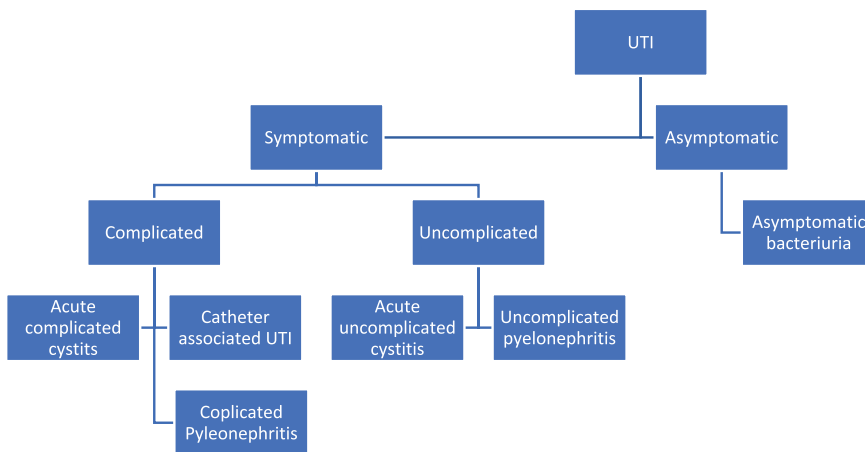 UTI
Symptomatic
Asymptomatic
Complicated
Uncomplicated
Asymptomatic
bacteriuria
Acute
complicated
cystits
Catheter
associated UTI
Acute
uncomplicated
cystitis
Uncomplicated
pyelonephritis
Coplicated
Pyleonephritis